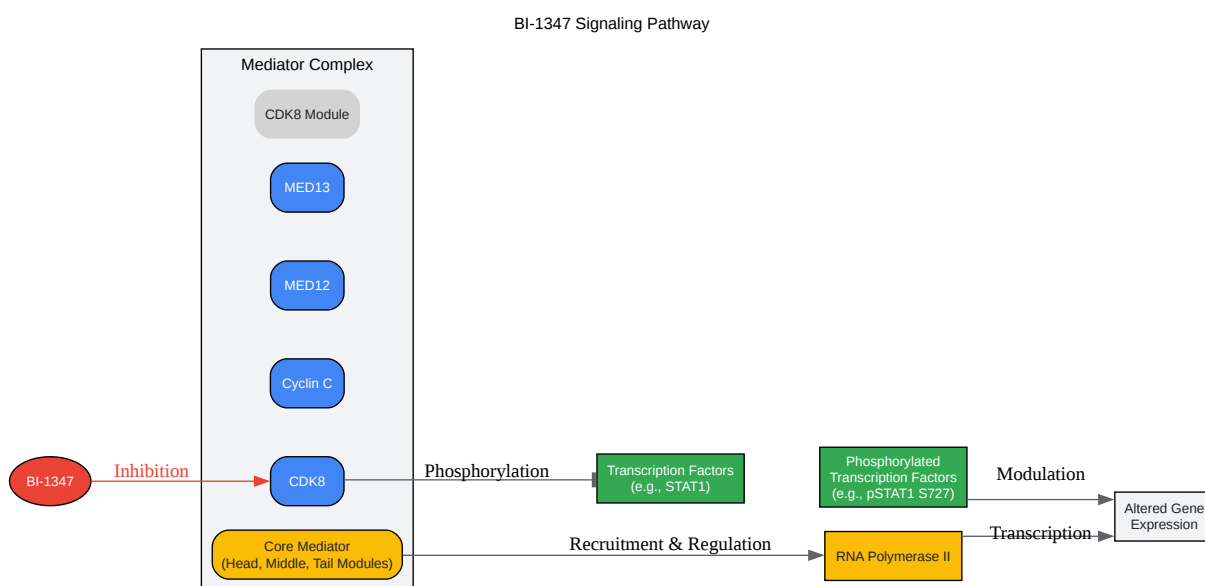 BI-1347 Signaling Pathway
Mediator Complex
CDK8 Module
MED13
MED12
Cyclin C
BI-1347
Inhibition
CDK8
Phosphorylation
Transcription Factors
(e.g., STAT1)
Phosphorylated
Transcription Factors
(e.g., pSTAT1 S727)
Modulation
Altered Gene
Expression
Core Mediator
(Head, Middle, Tail Modules)
Recruitment & Regulation
RNA Polymerase II
Transcription